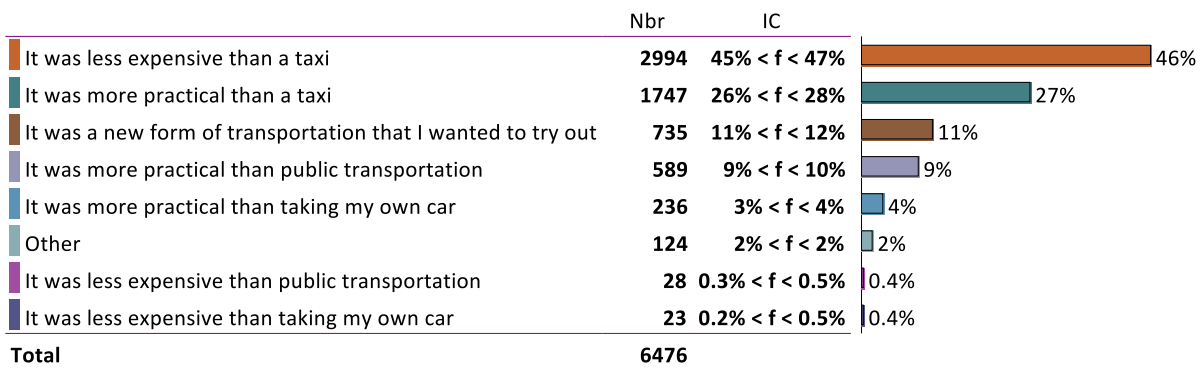 Nbr IC
It was less expensive than a taxi 2994 45% < f < 47% 46%
It was more practical than a taxi 1747 26% < f < 28% 27%
It was a new form of transportation that I wanted to try out 735 11% < f < 12% 11%
It was more practical than public transportation 589 9% < f < 10% 9%
It was more practical than taking my own car 236 3% < f < 4% 4%
Other 124 2% < f < 2% 2%
It was less expensive than public transportation 28 0.3% < f < 0.5% 0.4%
It was less expensive than taking my own car 23 0.2% < f < 0.5% 0.4%
Total 6476